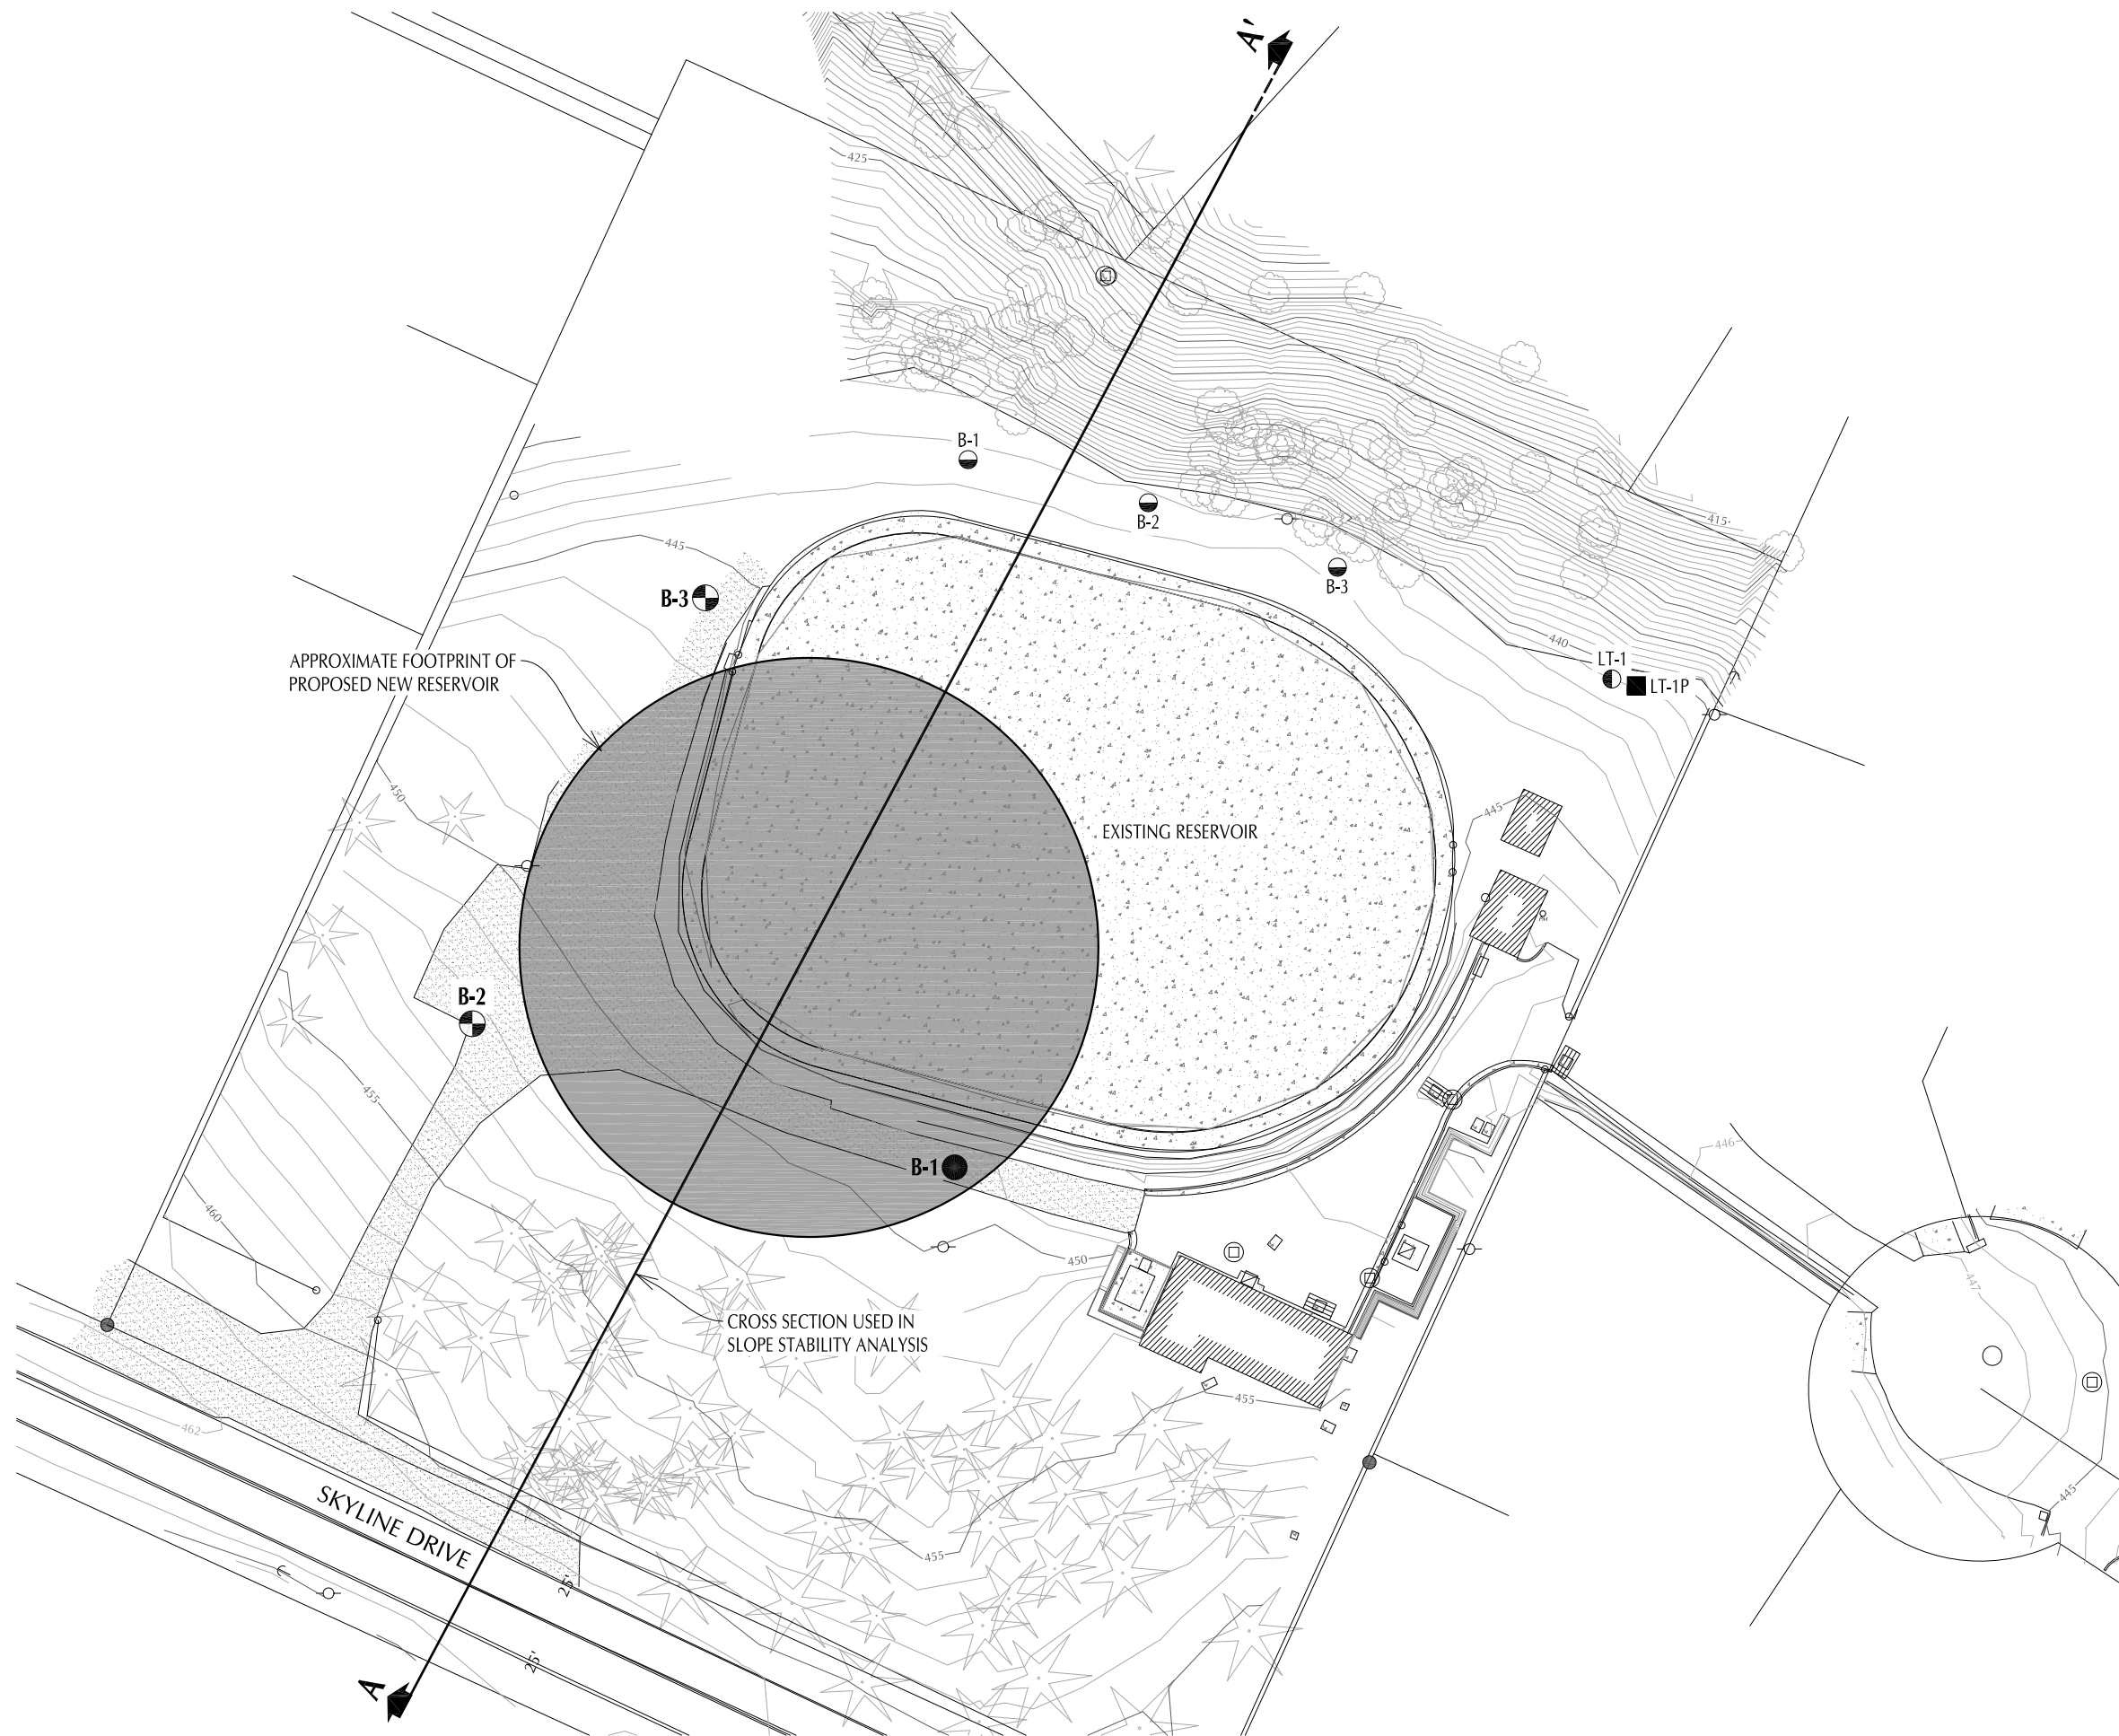 A'
425
B-1
B-2
445
B-3
B-3
415
440
LT-1
LT-1P
APPROXIMATE FOOTPRINT OF
PROPOSED NEW RESERVOIR
450
445
EXISTING RESERVOIR
B-2
455
446
B-1
460
450
447
CROSS SECTION USED IN
SLOPE STABILITY ANALYSIS
455
462
SKYLINE DRIVE
445
455
25'
25'
A